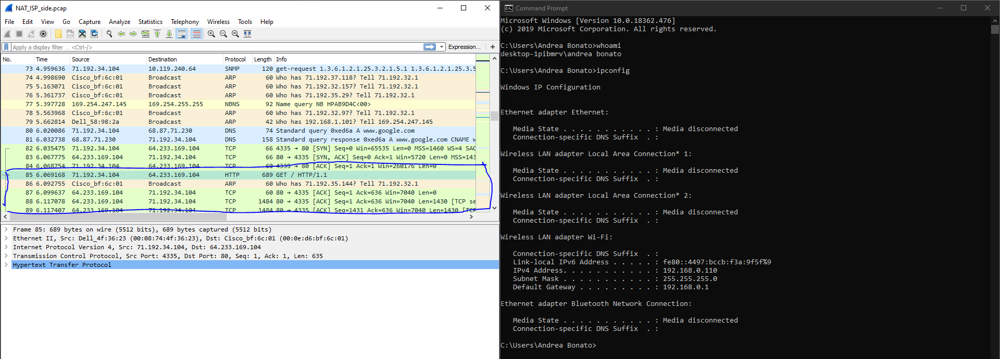 NAT_ISP_side.pcap
File Edit View Go Capture Analyze Statistics Telephony Wireless Tools Help
Apply a display filter ... <Ctrl-/>
Expression...
No. Time Source Destination Protocol Length Info
73 4.959636 71.192.34.104 10.119.240.64 SNMP 120 get-request 1.3.6.1.2.1.25.3.2.1.5.1 1.3.6.1.2.1.25.3.5
74 4.998690 Cisco_bf:6c:01 Broadcast ARP 60 Who has 71.192.37.118? Tell 71.192.32.1
75 5.163071 Cisco_bf:6c:01 Broadcast ARP 60 Who has 71.192.32.157? Tell 71.192.32.1
76 5.361737 Cisco_bf:6c:01 Broadcast ARP 60 Who has 71.192.35.29? Tell 71.192.32.1
77 5.397728 169.254.247.145 169.254.255.255 NBNS 92 Name query NB HPAB9D4C<00>
78 5.563968 Cisco_bf:6c:01 Broadcast ARP 60 Who has 71.192.32.97? Tell 71.192.32.1
79 5.662814 Dell_58:98:2a Broadcast ARP 42 Who has 192.168.1.101? Tell 169.254.247.145
80 6.020086 71.192.34.104 68.87.71.230 DNS 74 Standard query 0xed6a A www.google.com
81 6.032738 68.87.71.230 71.192.34.104 DNS 158 Standard query response 0xed6a A www.google.com CNAME w
82 6.035475 71.192.34.104 64.233.169.104 TCP 66 4335 → 80 [SYN] Seq=0 Win=65535 Len=0 MSS=1460 WS=4 SAC
83 6.067775 64.233.169.104 71.192.34.104 TCP 66 80 → 4335 [SYN, ACK] Seq=0 Ack=1 Win=5720 Len=0 MSS=143
84 6.068754 71.192.34.104 64.233.169.104 TCP 60 4335 → 80 [ACK] Seq=1 Ack=1 Win=260176 Len=0
85 6.069168 71.192.34.104 64.233.169.104 HTTP 689 GET / HTTP/1.1
86 6.092755 Cisco_bf:6c:01 Broadcast ARP 60 Who has 71.192.35.144? Tell 71.192.32.1
87 6.099637 64.233.169.104 71.192.34.104 TCP 60 80 → 4335 [ACK] Seq=1 Ack=636 Win=7040 Len=0
88 6.117078 64.233.169.104 71.192.34.104 TCP 1484 80 → 4335 [ACK] Seq=1 Ack=636 Win=7040 Len=1430 [TCP se
89 6.117407 64.233.169.104 71.192.34.104 TCP 1484 80 → 4335 [ACK] Seq=1431 Ack=636 Win=7040 Len=1430 [TCP
Frame 85: 689 bytes on wire (5512 bits), 689 bytes captured (5512 bits)
Ethernet II, Src: Dell_4f:36:23 (00:08:74:4f:36:23), Dst: Cisco_bf:6c:01 (00:0e:d6:bf:6c:01)
Internet Protocol Version 4, Src: 71.192.34.104, Dst: 64.233.169.104
Transmission Control Protocol, Src Port: 4335, Dst Port: 80, Seq: 1, Ack: 1, Len: 635
Hypertext Transfer Protocol
Command Prompt
Microsoft Windows [Version 10.0.18362.476]
(c) 2019 Microsoft Corporation. All rights reserved.
C:\Users\Andrea Bonato>whoami
desktop-1pibmrv\andrea bonato
C:\Users\Andrea Bonato>ipconfig
Windows IP Configuration
Ethernet adapter Ethernet:
Media State . . . . . . . . . . . : Media disconnected
Connection-specific DNS Suffix . :
Wireless LAN adapter Local Area Connection* 1:
Media State . . . . . . . . . . . : Media disconnected
Connection-specific DNS Suffix . :
Wireless LAN adapter Local Area Connection* 2:
Media State . . . . . . . . . . . : Media disconnected
Connection-specific DNS Suffix . :
Wireless LAN adapter Wi-Fi:
Connection-specific DNS Suffix . :
Link-local IPv6 Address . . . . . : fe80::4497:bccb:f3a:9f5f%9
IPv4 Address. . . . . . . . . . . : 192.168.0.110
Subnet Mask . . . . . . . . . . . : 255.255.255.0
Default Gateway . . . . . . . . . : 192.168.0.1
Ethernet adapter Bluetooth Network Connection:
Media State . . . . . . . . . . . : Media disconnected
Connection-specific DNS Suffix . :
C:\Users\Andrea Bonato>